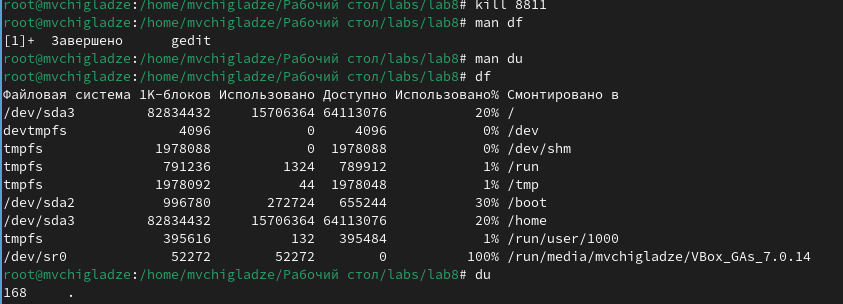 root@mvchigladze:/home/mvchigladze/Рабочий стол/labs/lab8# kill 8811
root@mvchigladze:/home/mvchigladze/Рабочий стол/labs/lab8# man df
[1]+  Завершено      gedit
root@mvchigladze:/home/mvchigladze/Рабочий стол/labs/lab8# man du
root@mvchigladze:/home/mvchigladze/Рабочий стол/labs/lab8# df
Файловая система 1K-блоков Использовано Доступно Использовано% Смонтировано в
/dev/sda3         82834432     15706364 64113076           20% /
devtmpfs              4096            0     4096            0% /dev
tmpfs              1978088            0  1978088            0% /dev/shm
tmpfs               791236         1324   789912            1% /run
tmpfs              1978092           44  1978048            1% /tmp
/dev/sda2           996780       272724   655244           30% /boot
/dev/sda3         82834432     15706364 64113076           20% /home
tmpfs               395616          132   395484            1% /run/user/1000
/dev/sr0             52272        52272        0          100% /run/media/mvchigladze/VBox_GAs_7.0.14
root@mvchigladze:/home/mvchigladze/Рабочий стол/labs/lab8# du
168     .